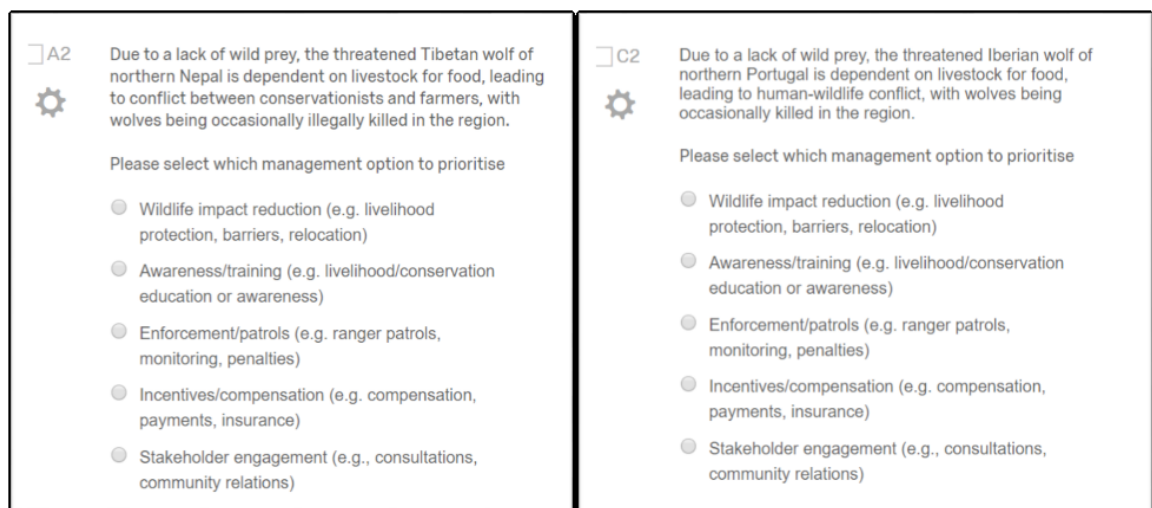 A2
Due to a lack of wild prey, the threatened Tibetan wolf of
northern Nepal is dependent on livestock for food, leading
to conflict between conservationists and farmers, with
wolves being occasionally illegally killed in the region.
Please select which management option to prioritise
Wildlife impact reduction (e.g. livelihood
protection, barriers, relocation)
Awareness/training (e.g. livelihood/conservation
education or awareness)
Enforcement/patrols (e.g. ranger patrols,
monitoring, penalties)
Incentives/compensation (e.g. compensation,
payments, insurance)
Stakeholder engagement (e.g., consultations,
community relations)
C2
Due to a lack of wild prey, the threatened Iberian wolf of
northern Portugal is dependent on livestock for food,
leading to human-wildlife conflict, with wolves being
occasionally killed in the region.
Please select which management option to prioritise
Wildlife impact reduction (e.g. livelihood
protection, barriers, relocation)
Awareness/training (e.g. livelihood/conservation
education or awareness)
Enforcement/patrols (e.g. ranger patrols,
monitoring, penalties)
Incentives/compensation (e.g. compensation,
payments, insurance)
Stakeholder engagement (e.g., consultations,
community relations)